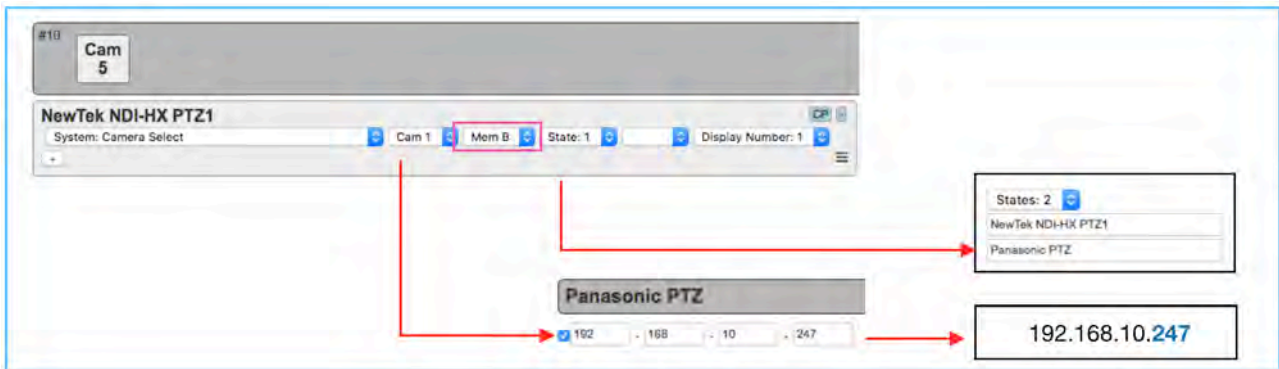 #19
Cam
5
NewTek NDI-HX PTZ1
CP
System: Camera Select
Cam 1
Mem B
State: 1
Display Number: 1
States: 2
NewTek NDI-HX PTZ1
Panasonic PTZ
Panasonic PTZ
192 . 168 . 10 . 247
192.168.10.247